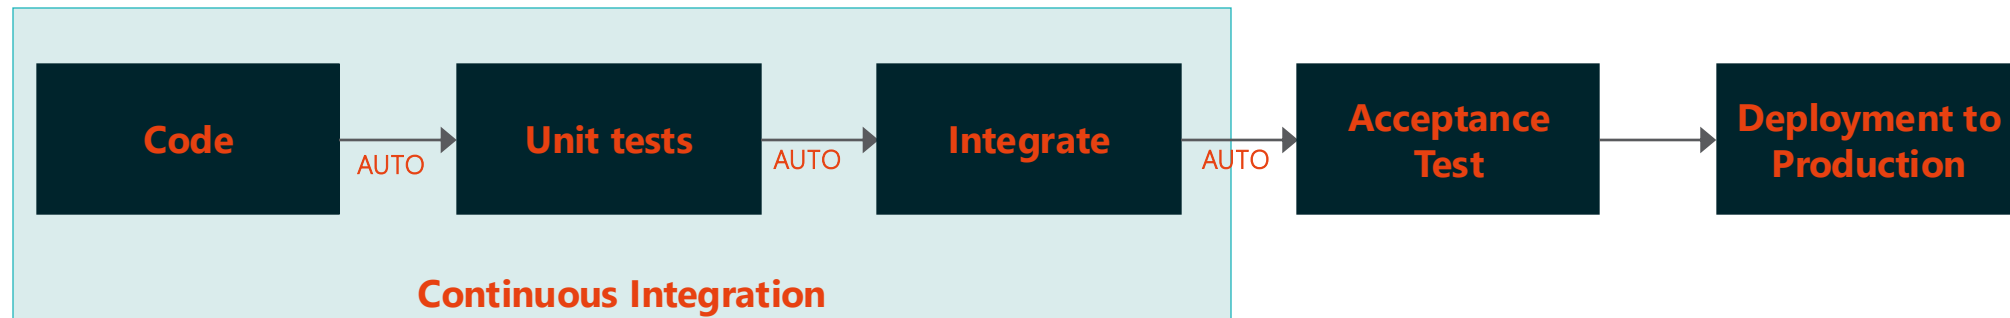 Code
AUTO
Unit tests
AUTO
Integrate
AUTO
Acceptance
Test
Deployment to
Production
Continuous Integration